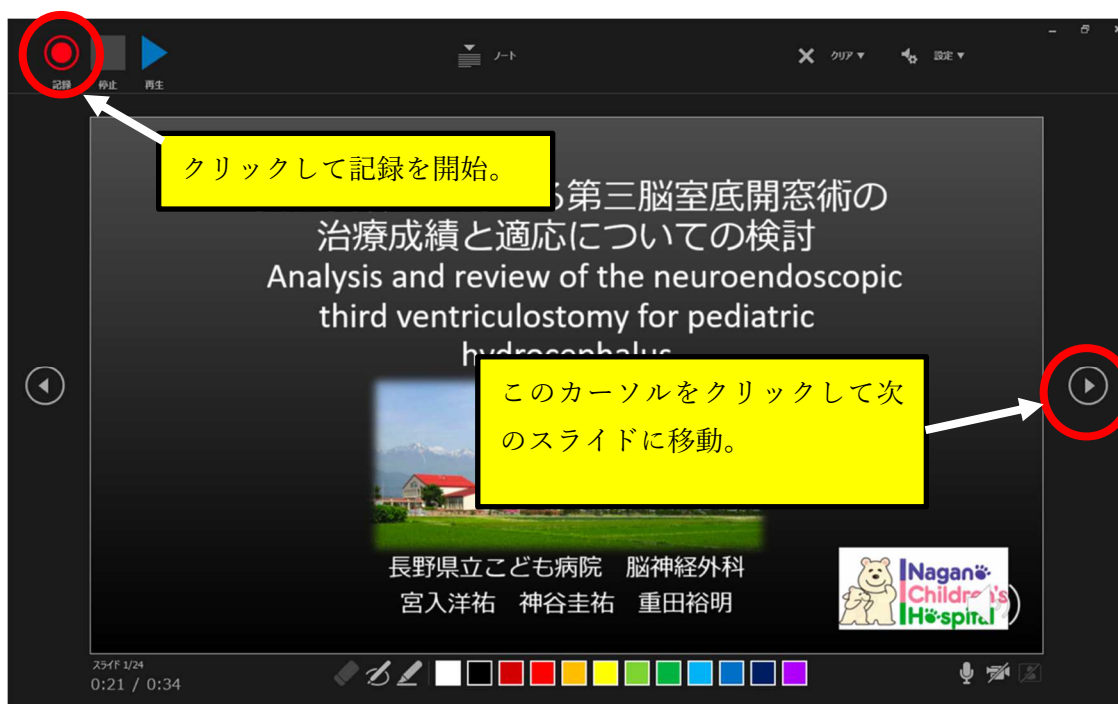 記録
停止
再生
ノート
クリア
設定
クリックして記録を開始。
る第三脳室底開窓術の
治療成績と適応についての検討
Analysis and review of the neuroendoscopic
third ventriculostomy for pediatric
hydrocephalus
このカーソルをクリックして次
のスライドに移動。
長野県立こども病院 脳神経外科
宮入洋祐 神谷圭祐 重田裕明
Nagano
Children's
Hospital
スライド 1/24
0:21 / 0:34